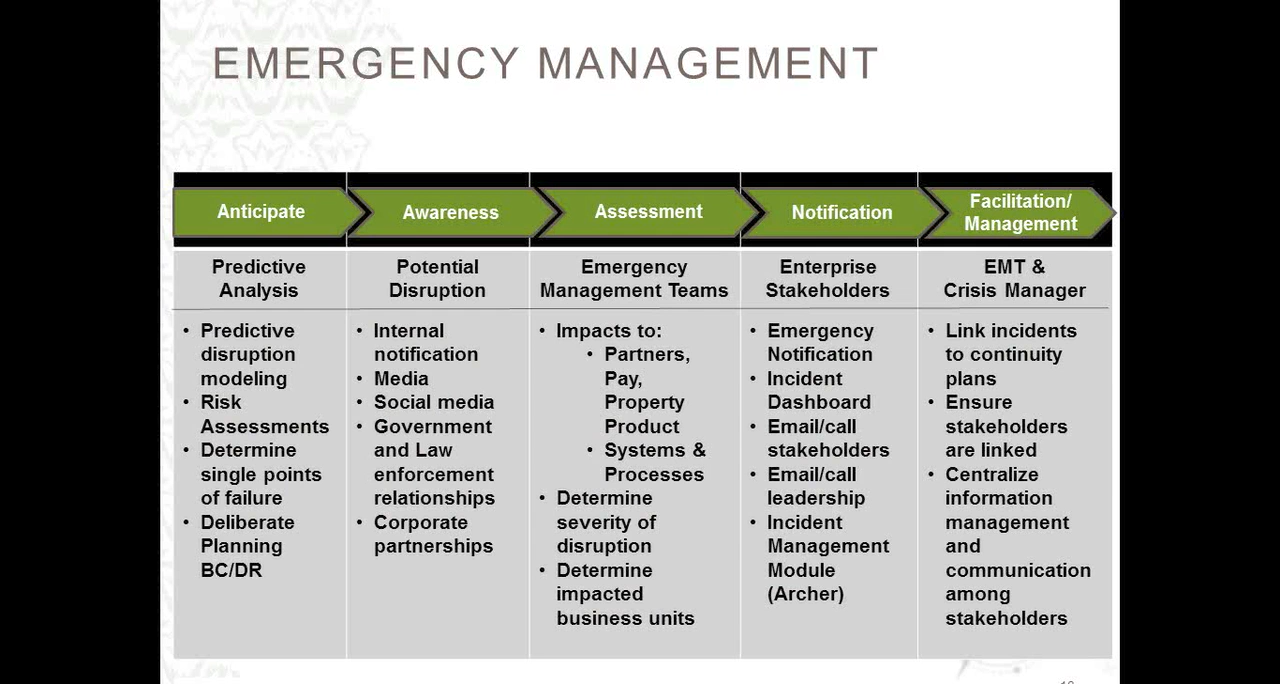 EMERGENCY MANAGEMENT
Anticipate
Awareness
Assessment
Notification
Facilitation/
Management
Predictive
Analysis
Potential
Disruption
Emergency
Management Teams
Enterprise
Stakeholders
EMT &
Crisis Manager
• Predictive
disruption
modeling
• Risk
Assessments
• Determine
single points
of failure
• Deliberate
Planning
BC/DR
• Internal
notification
• Media
• Social media
• Government
and Law
enforcement
relationships
• Corporate
partnerships
• Impacts to:
• Partners,
Pay,
Property
Product
• Systems &
Processes
• Determine
severity of
disruption
• Determine
impacted
business units
• Emergency
Notification
• Incident
Dashboard
• Email/call
stakeholders
• Email/call
leadership
• Incident
Management
Module
(Archer)
• Link incidents
to continuity
plans
• Ensure
stakeholders
are linked
• Centralize
information
management
and
communication
among
stakeholders